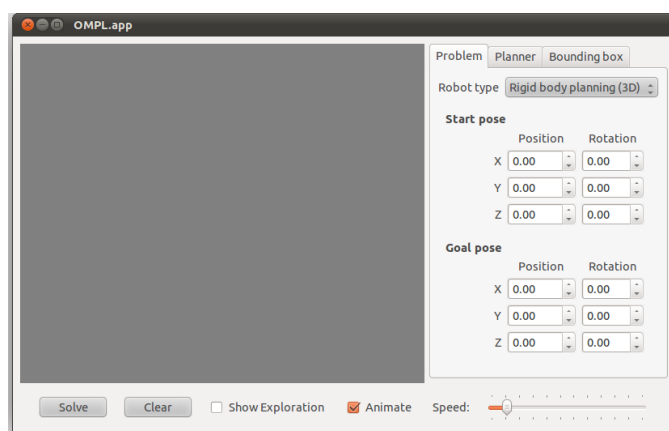 OMPL.app
Problem Planner Bounding box
Robot type Rigid body planning (3D)
Start pose
Position Rotation
X 0.00 0.00
Y 0.00 0.00
Z 0.00 0.00
Goal pose
Position Rotation
X 0.00 0.00
Y 0.00 0.00
Z 0.00 0.00
Solve Clear Show Exploration Animate Speed: